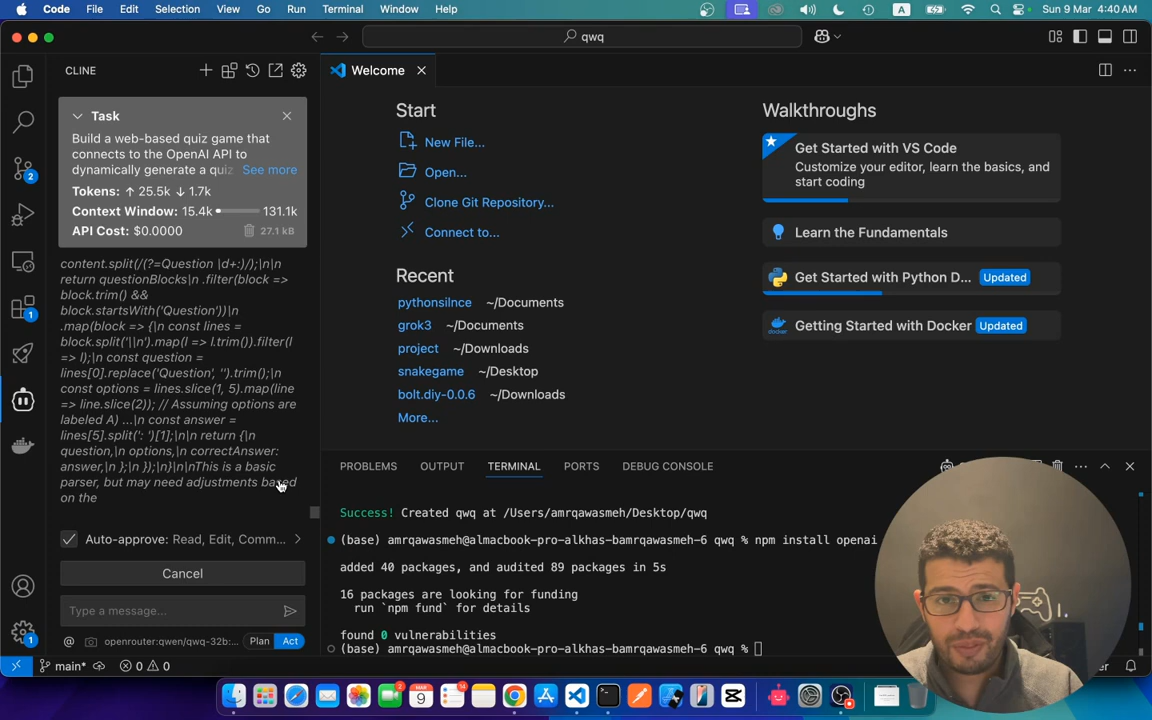 Code File Edit Selection View Go Run Terminal Window Help
A
Sun 9 Mar 4:40 AM
qwq
CLINE
Welcome
Task
Build a web-based quiz game that
connects to the OpenAI API to
dynamically generate a quiz See more
Tokens: ↑ 25.5k ↓ 1.7k
Context Window: 15.4k 131.1k
API Cost: $0.0000 27.1 kB
content.split(/(?=Question \d+:)/);\n\n
return questionBlocks\n .filter(block =>
block.trim() &&
block.startsWith('Question'))\n
.map(block => {\n const lines =
block.split('\\n').map(l => l.trim()).filter(l
=> l);\n const question =
lines[0].replace('Question', '').trim();\n
const options = lines.slice(1, 5).map(line
=> line.slice(2)); // Assuming options are
labeled A) ...\n const answer =
lines[5].split(': ')[1];\n\n return {\n
question,\n options,\n correctAnswer:
answer,\n };\n });\n}\n\nThis is a basic
parser, but may need adjustments based
on the
Auto-approve: Read, Edit, Comm...
Cancel
Type a message...
@ openrouter:qwen/qwq-32b:... Plan Act
Start
New File...
Open...
Clone Git Repository...
Connect to...
Recent
pythonsilnce ~/Documents
grok3 ~/Documents
project ~/Downloads
snakegame ~/Desktop
bolt.diy-0.0.6 ~/Downloads
More...
Walkthroughs
Get Started with VS Code
Customize your editor, learn the basics, and
start coding
Learn the Fundamentals
Get Started with Python D... Updated
Getting Started with Docker Updated
PROBLEMS OUTPUT TERMINAL PORTS DEBUG CONSOLE
Success! Created qwq at /Users/amrqawasmeh/Desktop/qwq
(base) amrqawasmeh@almacbook-pro-alkhas-bamrqawasmeh-6 qwq % npm install openai
added 40 packages, and audited 89 packages in 5s
16 packages are looking for funding
run `npm fund` for details
found 0 vulnerabilities
(base) amrqawasmeh@almacbook-pro-alkhas-bamrqawasmeh-6 qwq %
2
1
1
main* 0 0